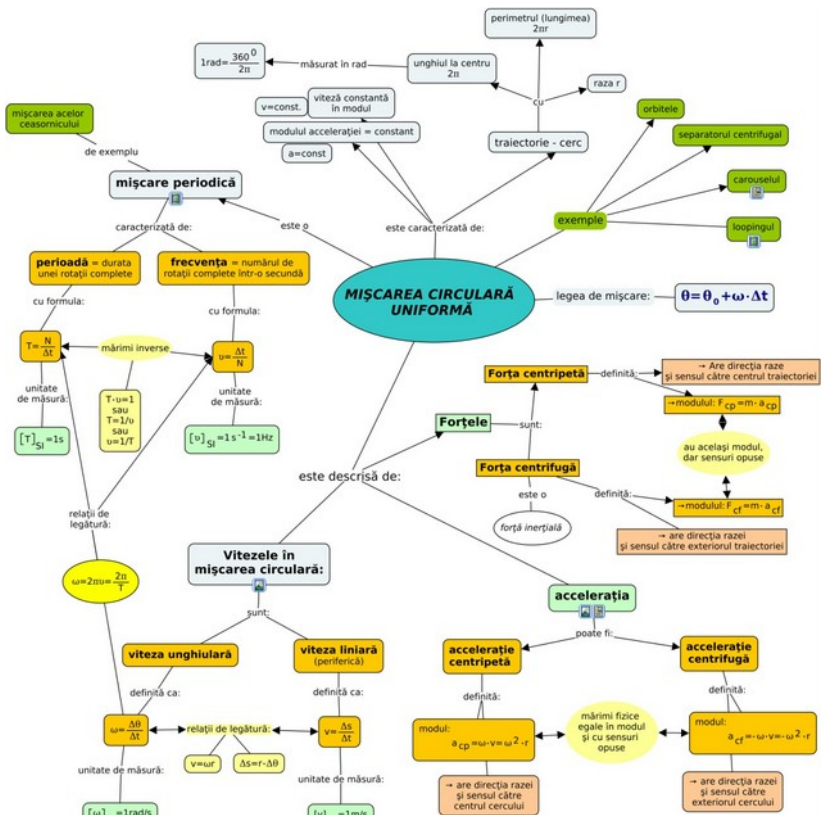 perimetrul (lungimea)
2πr
1rad= 360⁰/2π
măsurat în rad
unghiul la centru
2π
raza r
cu
v=const.
viteză constantă
în modul
modulul acceleraţiei = constant
a=const
traiectorie - cerc
orbitele
separatorul centrifugal
carouselul
loopingul
exemple
mişcarea acelor
ceasornicului
de exemplu
mişcare periodică
este o
este caracterizată de:
caracterizată de:
perioadă = durata
unei rotaţii complete
frecvenţa = numărul de
rotaţii complete într-o secundă
MIŞCAREA CIRCULARĂ
UNIFORMĂ
legea de mişcare:
θ=θ₀+ω·Δt
cu formula:
cu formula:
T= N/Δt
mărimi inverse
υ= Δt/N
unitate
de măsură:
T·υ=1
sau
T=1/υ
sau
υ=1/T
unitate
de măsură:
[T]SI=1s
[υ]SI=1s⁻¹=1Hz
Forţa centripetă
definită:
→ Are direcţia raze
şi sensul către centrul traiectoriei
→modulul: Fcp=m·acp
Forţele
sunt:
au acelaşi modul,
dar sensuri opuse
Forţa centrifugă
este o
definită:
→modulul: Fcf=m·acf
forţă inerţială
→ are direcţia razei
şi sensul către exteriorul traiectoriei
este descrisă de:
relaţii de
legătură:
ω=2πυ= 2π/T
Vitezele în
mişcarea circulară:
sunt:
acceleraţia
poate fi:
viteza unghiulară
viteza liniară
(periferică)
acceleraţie
centripetă
acceleraţie
centrifugă
definită ca:
definită ca:
definită:
definită:
ω= Δθ/Δt
relaţii de legătură:
v= Δs/Δt
v=ωr
Δs=r·Δθ
modul:
acp=ω·v=ω²·r
mărimi fizice
egale în modul
şi cu sensuri
opuse
modul:
acf=-ω·v=-ω²·r
unitate de măsură:
unitate de măsură:
→ are direcţia razei
şi sensul către
centrul cercului
→ are direcţia razei
şi sensul către
exteriorul cercului
[ω] =1rad/s
[v] =1m/s